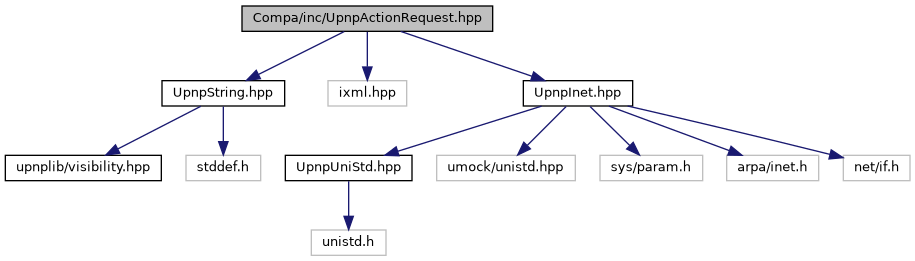 Compa/inc/UpnpActionRequest.hpp
UpnpString.hpp
ixml.hpp
UpnpInet.hpp
upnplib/visibility.hpp
stddef.h
UpnpUniStd.hpp
umock/unistd.hpp
sys/param.h
arpa/inet.h
net/if.h
unistd.h